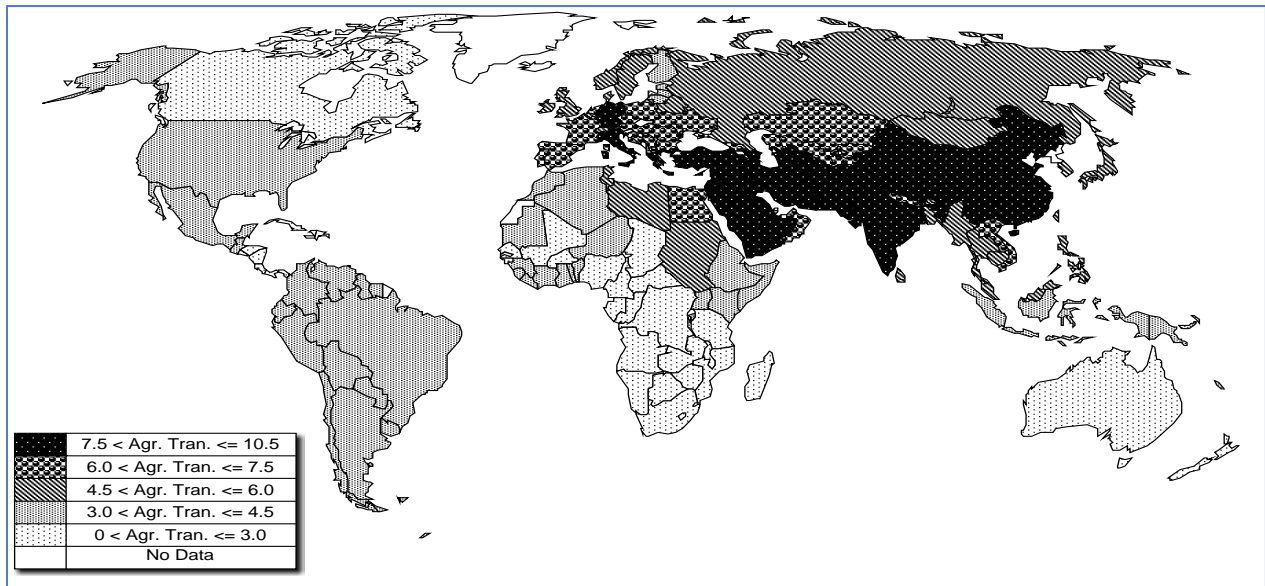 7.5 < Agr. Tran. <= 10.5
6.0 < Agr. Tran. <= 7.5
4.5 < Agr. Tran. <= 6.0
3.0 < Agr. Tran. <= 4.5
0 < Agr. Tran. <= 3.0
No Data